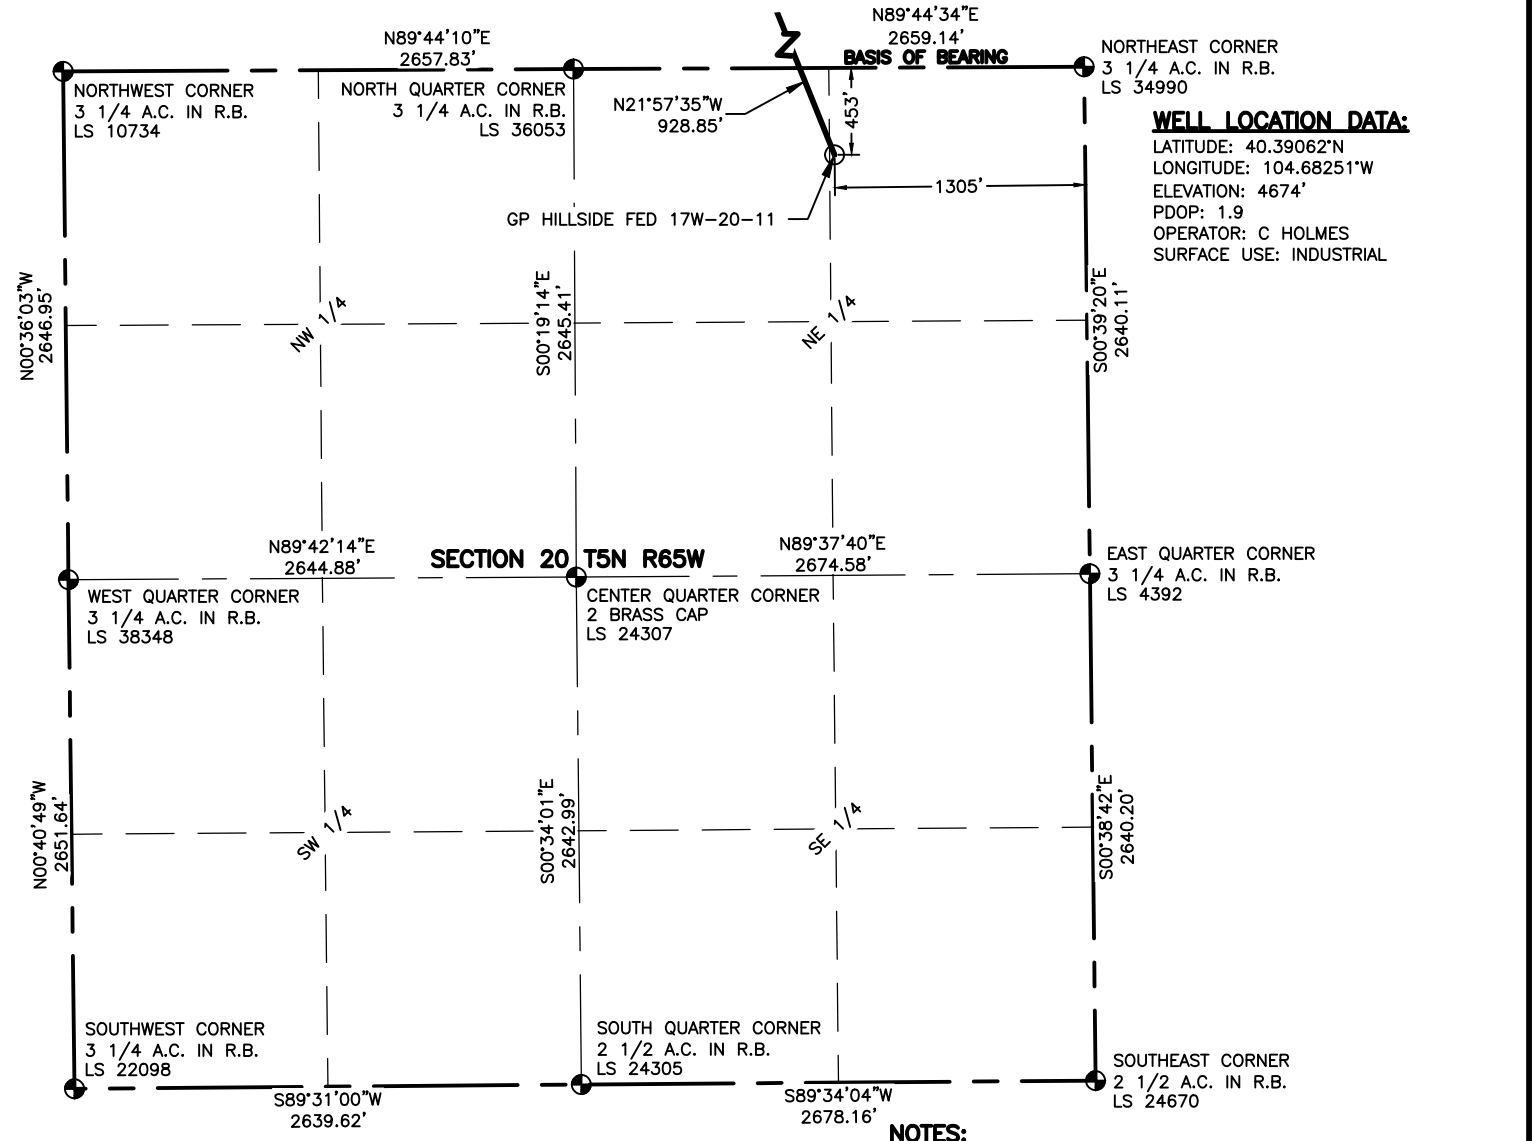 N89°44'10"E
2657.83'
N89°44'34"E
2659.14'
BASIS OF BEARING
NORTHWEST CORNER
3 1/4 A.C. IN R.B.
LS 10734
NORTH QUARTER CORNER
3 1/4 A.C. IN R.B.
LS 36053
N21°57'35"W
928.85'
453'
NORTHEAST CORNER
3 1/4 A.C. IN R.B.
LS 34990
WELL LOCATION DATA:
LATITUDE: 40.39062°N
LONGITUDE: 104.68251°W
ELEVATION: 4674'
PDOP: 1.9
OPERATOR: C HOLMES
SURFACE USE: INDUSTRIAL
1305'
GP HILLSIDE FED 17W-20-11
N00°36'03"W
2646.95'
NW 1/4
S00°19'14"E
2645.41'
NE 1/4
S00°39'20"E
2640.11'
N89°42'14"E
2644.88'
SECTION 20 T5N R65W
N89°37'40"E
2674.58'
WEST QUARTER CORNER
3 1/4 A.C. IN R.B.
LS 38348
CENTER QUARTER CORNER
2 BRASS CAP
LS 24307
EAST QUARTER CORNER
3 1/4 A.C. IN R.B.
LS 4392
N00°40'49"W
2651.64'
SW 1/4
S00°34'01"E
2642.99'
SE 1/4
S00°38'42"E
2640.20'
SOUTHWEST CORNER
3 1/4 A.C. IN R.B.
LS 22098
SOUTH QUARTER CORNER
2 1/2 A.C. IN R.B.
LS 24305
SOUTHEAST CORNER
2 1/2 A.C. IN R.B.
LS 24670
S89°31'00"W
2639.62'
S89°34'04"W
2678.16'
NOTES: